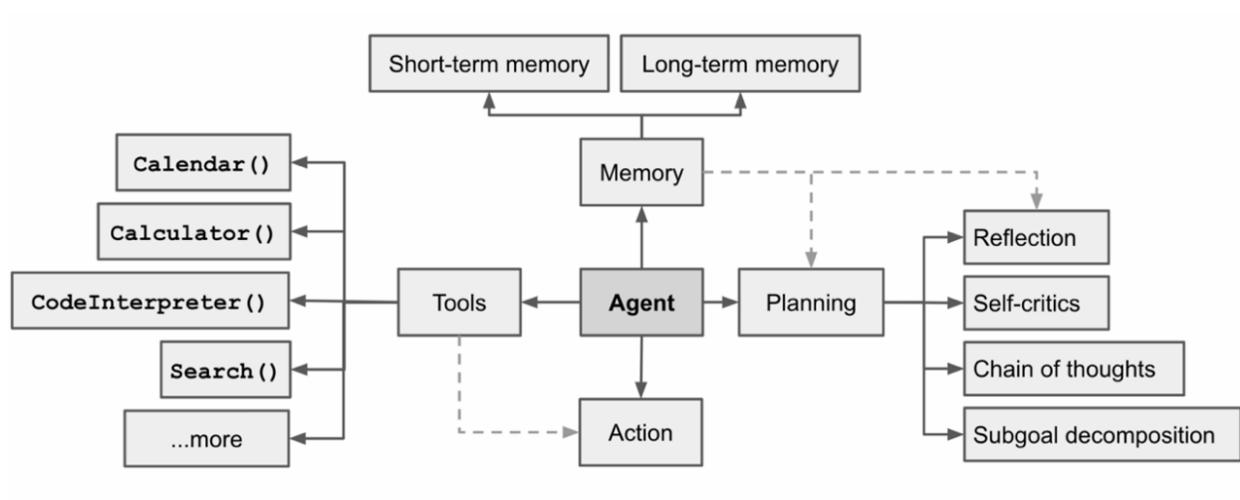 Short-term memory
Long-term memory
Calendar()
Memory
Calculator()
Reflection
CodeInterpreter()
Tools
Agent
Planning
Self-critics
Search()
Chain of thoughts
...more
Action
Subgoal decomposition